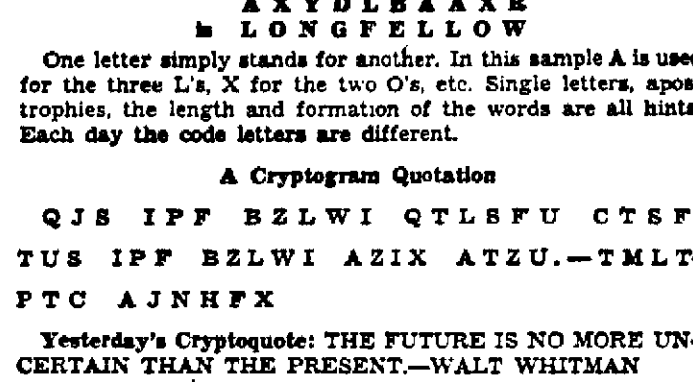 A X Y D L B A A X R
is L O N G F E L L O W
One letter simply stands for another. In this sample A is used
for the three L's, X for the two O's, etc. Single letters, apos
trophies, the length and formation of the words are all hints
Each day the code letters are different.
A Cryptogram Quotation
Q J S I P F B Z L W I Q T L S F U C T S F
T U S I P F B Z L W I A Z I X A T Z U .—T M L T-
P T C A J N H F X
Yesterday's Cryptoquote: THE FUTURE IS NO MORE UN-
CERTAIN THAN THE PRESENT.—WALT WHITMAN